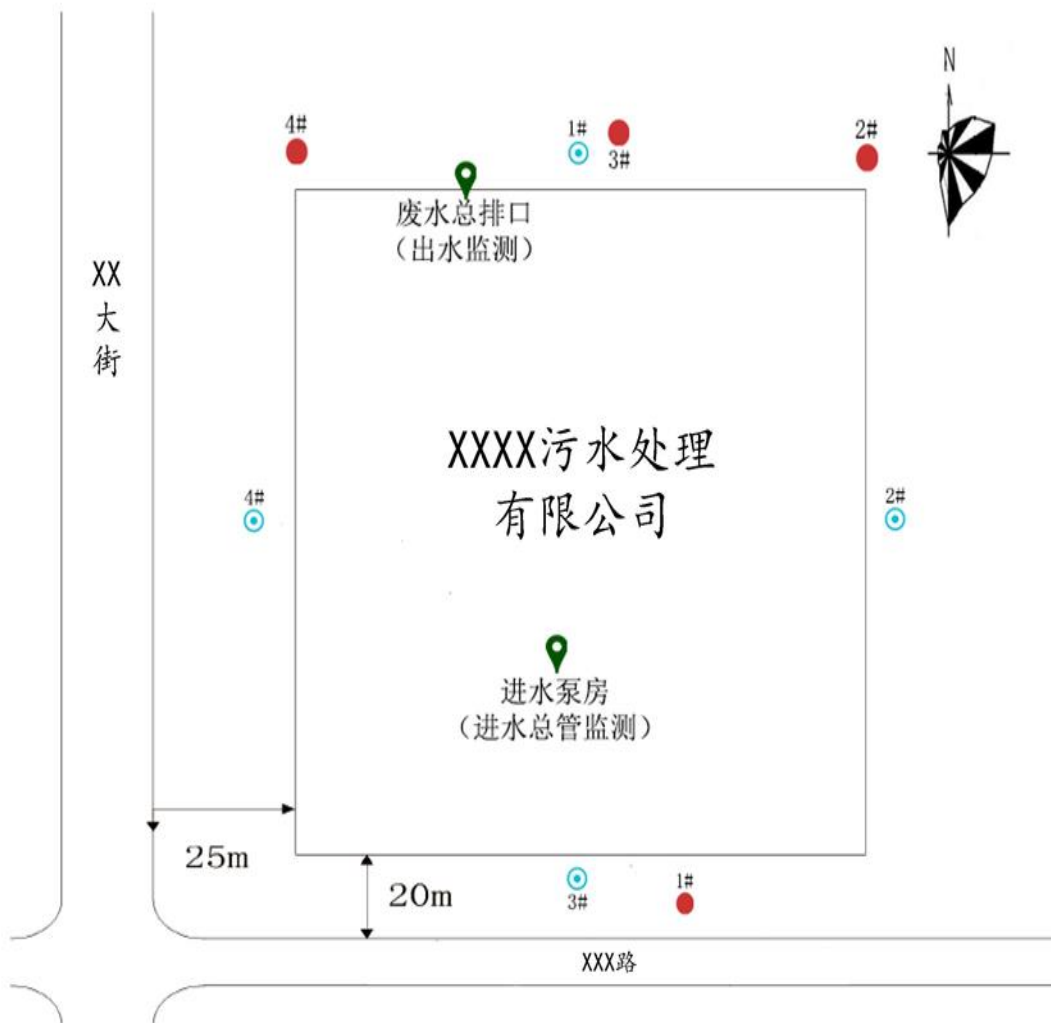 N
4#
1#
3#
2#
废水总排口
（出水监测）
XX
大
街
XXXX污水处理
有限公司
4#
2#
进水泵房
（进水总管监测）
25m
20m
3#
1#
XXX路